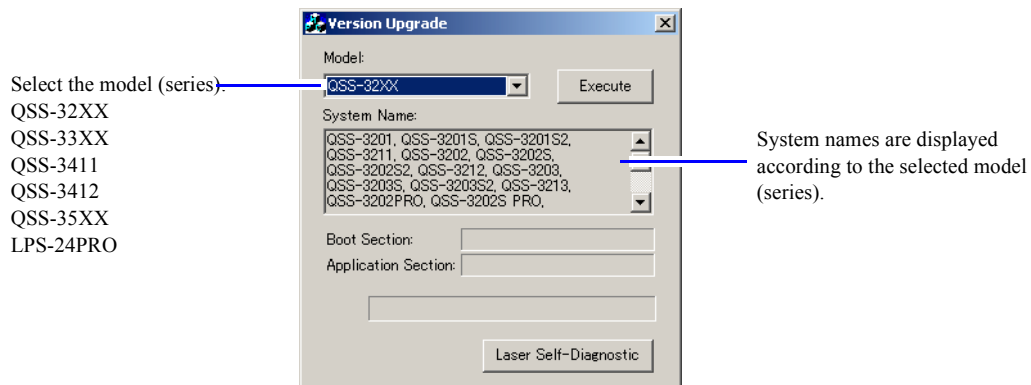 Version Upgrade
Model:
QSS-32XX
Execute
System Name:
QSS-3201, QSS-3201S, QSS-3201S2,
QSS-3211, QSS-3202, QSS-3202S,
QSS-3202S2, QSS-3212, QSS-3203,
QSS-3203S, QSS-3203S2, QSS-3213,
QSS-3202PRO, QSS-3202S PRO,
Boot Section:
Application Section:
Laser Self-Diagnostic
Select the model (series).
QSS-32XX
QSS-33XX
QSS-3411
QSS-3412
QSS-35XX
LPS-24PRO
System names are displayed
according to the selected model
(series).